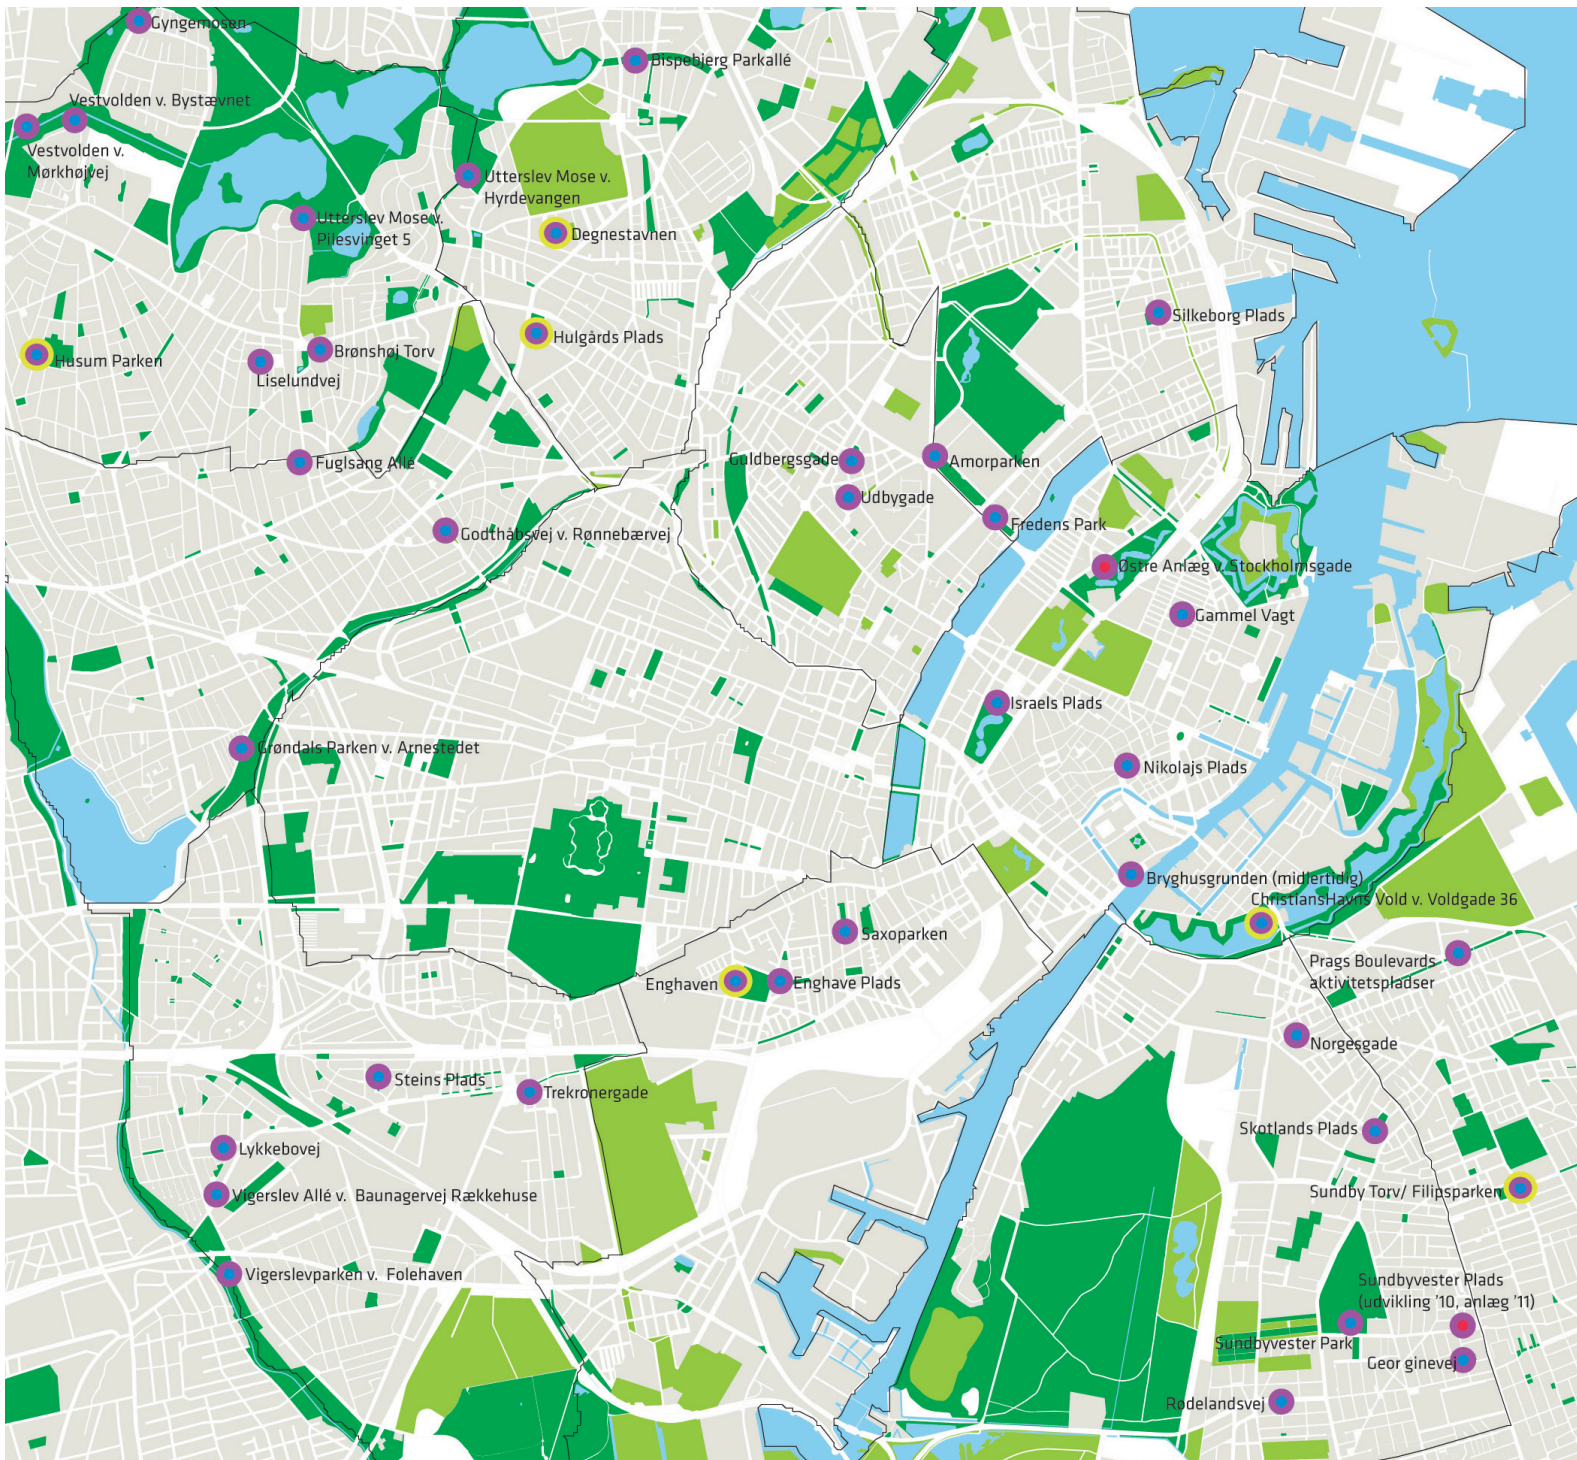 Gyngemosen
Bispebjerg Parkallé
Vestvolden v. Bystævnet
Vestvolden v.
Mørkhøjvej
Utterslev Mose v.
Hyrdevangen
Utterslev Mose v.
Pilesvinget 5
Degnestavnen
Silkeborg Plads
Hulgårds Plads
Brønshøj Torv
Husum Parken
Liselundvej
Fuglsang Allé
Guldbergsgade
Amorparken
Udbygade
Fredens Park
Godthåbsvej v. Rønnebærvej
Østre Anlæg v. Stockholmsgade
Gammel Vagt
Israels Plads
Grøndals Parken v. Arnestedet
Nikolajs Plads
Bryghusgrunden (midlertidig)
ChristiansHavns Vold v. Voldgade 36
Saxoparken
Prags Boulevards
aktivitetspladser
Enghaven
Enghave Plads
Norgesgade
Steins Plads
Trekronergade
Skotlands Plads
Lykkebovej
Sundby Torv/ Filipsparken
Vigerslev Allé v.  Baunagervej Rækkehuse
Vigerslevparken v.  Folehaven
Sundbyvester Plads
(udvikling '10, anlæg '11)
Sundbyvester Park
Geor ginevej
Rødelandsvej